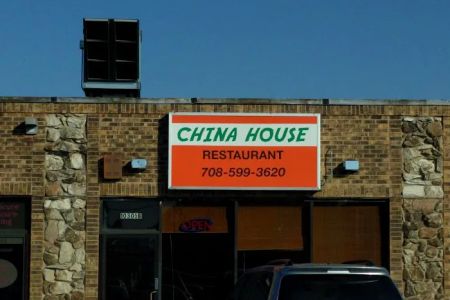 CHINA HOUSE
RESTAURANT
708-599-3620
OPEN